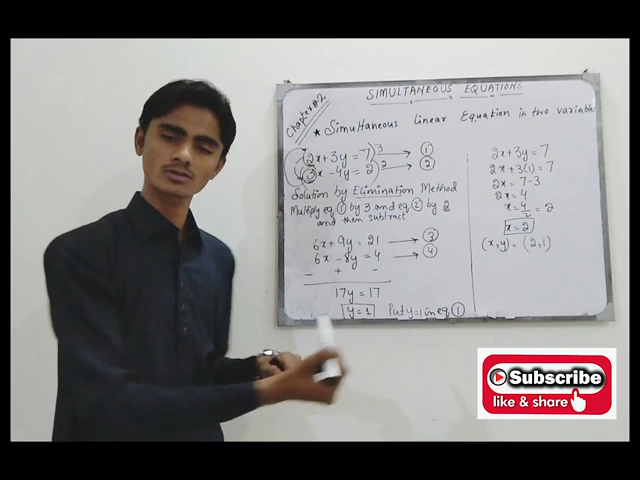 SIMULTANEOUS EQUATIONS
Chapter#2
★ Simultaneous Linear Equation in two variable
2x+3y=7)3 → ①
3x-4y=2)2 → ②
Solution by Elimination Method
Multiply eq ① by 3 and eq ② by 2
and then subtract
6x+9y=21 → ③
6x-8y=4 → ④
- + -
17y=17
y=1 Put y=1 in eq ①
2x+3y=7
2x+3(1)=7
2x=7-3
2x=4
x=4/2=2
x=2
(x,y)=(2,1)
Subscribe
like & share